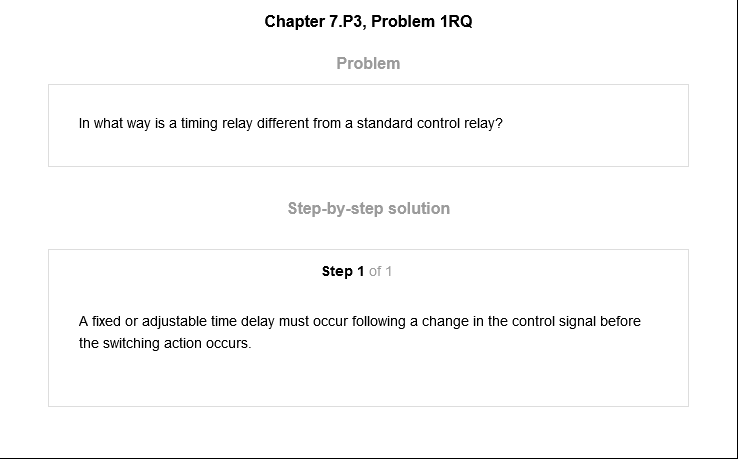 Chapter 7.P3, Problem 1RQ
Problem
In what way is a timing relay different from a standard control relay?
Step-by-step solution
Step 1 of 1
A fixed or adjustable time delay must occur following a change in the control signal before
the switching action occurs.